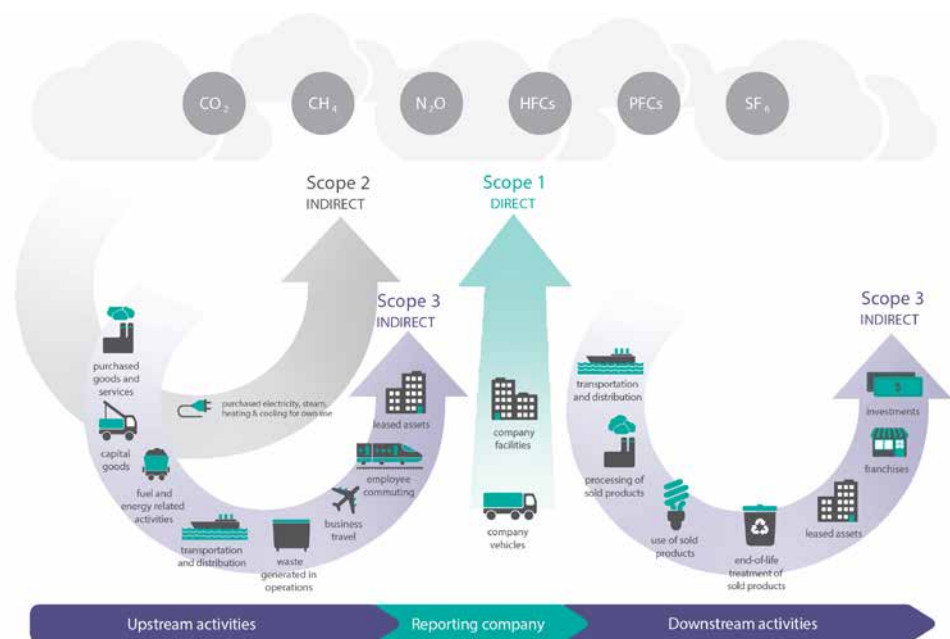 CO₂
CH₄
N₂O
HFCs
PFCs
SF₆
Scope 2
INDIRECT
Scope 1
DIRECT
Scope 3
INDIRECT
Scope 3
INDIRECT
purchased
goods and
services
capital
goods
fuel and
energy related
activities
transportation
and distribution
waste
generated in
operations
business
travel
employee
commuting
leased assets
purchased electricity, steam,
heating & cooling for own use
company
facilities
company
vehicles
transportation
and distribution
processing of
sold products
use of sold
products
end-of-life
treatment of
sold products
leased assets
franchises
investments
$
Upstream activities
Reporting company
Downstream activities